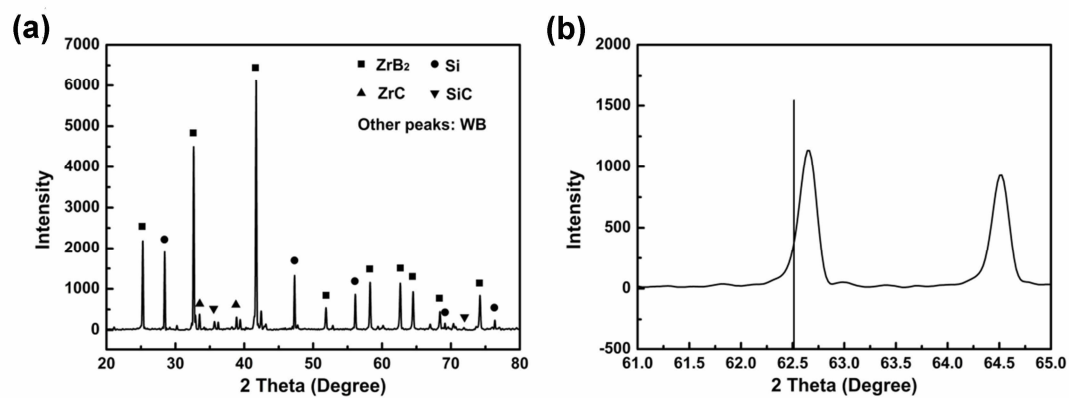 (a)
7000
6000
5000
4000
3000
2000
1000
0
Intensity
20 30 40 50 60 70 80
2 Theta (Degree)
ZrB₂ Si
ZrC SiC
Other peaks: WB
(b)
2000
1500
1000
500
0
-500
Intensity
61.0 61.5 62.0 62.5 63.0 63.5 64.0 64.5 65.0
2 Theta (Degree)